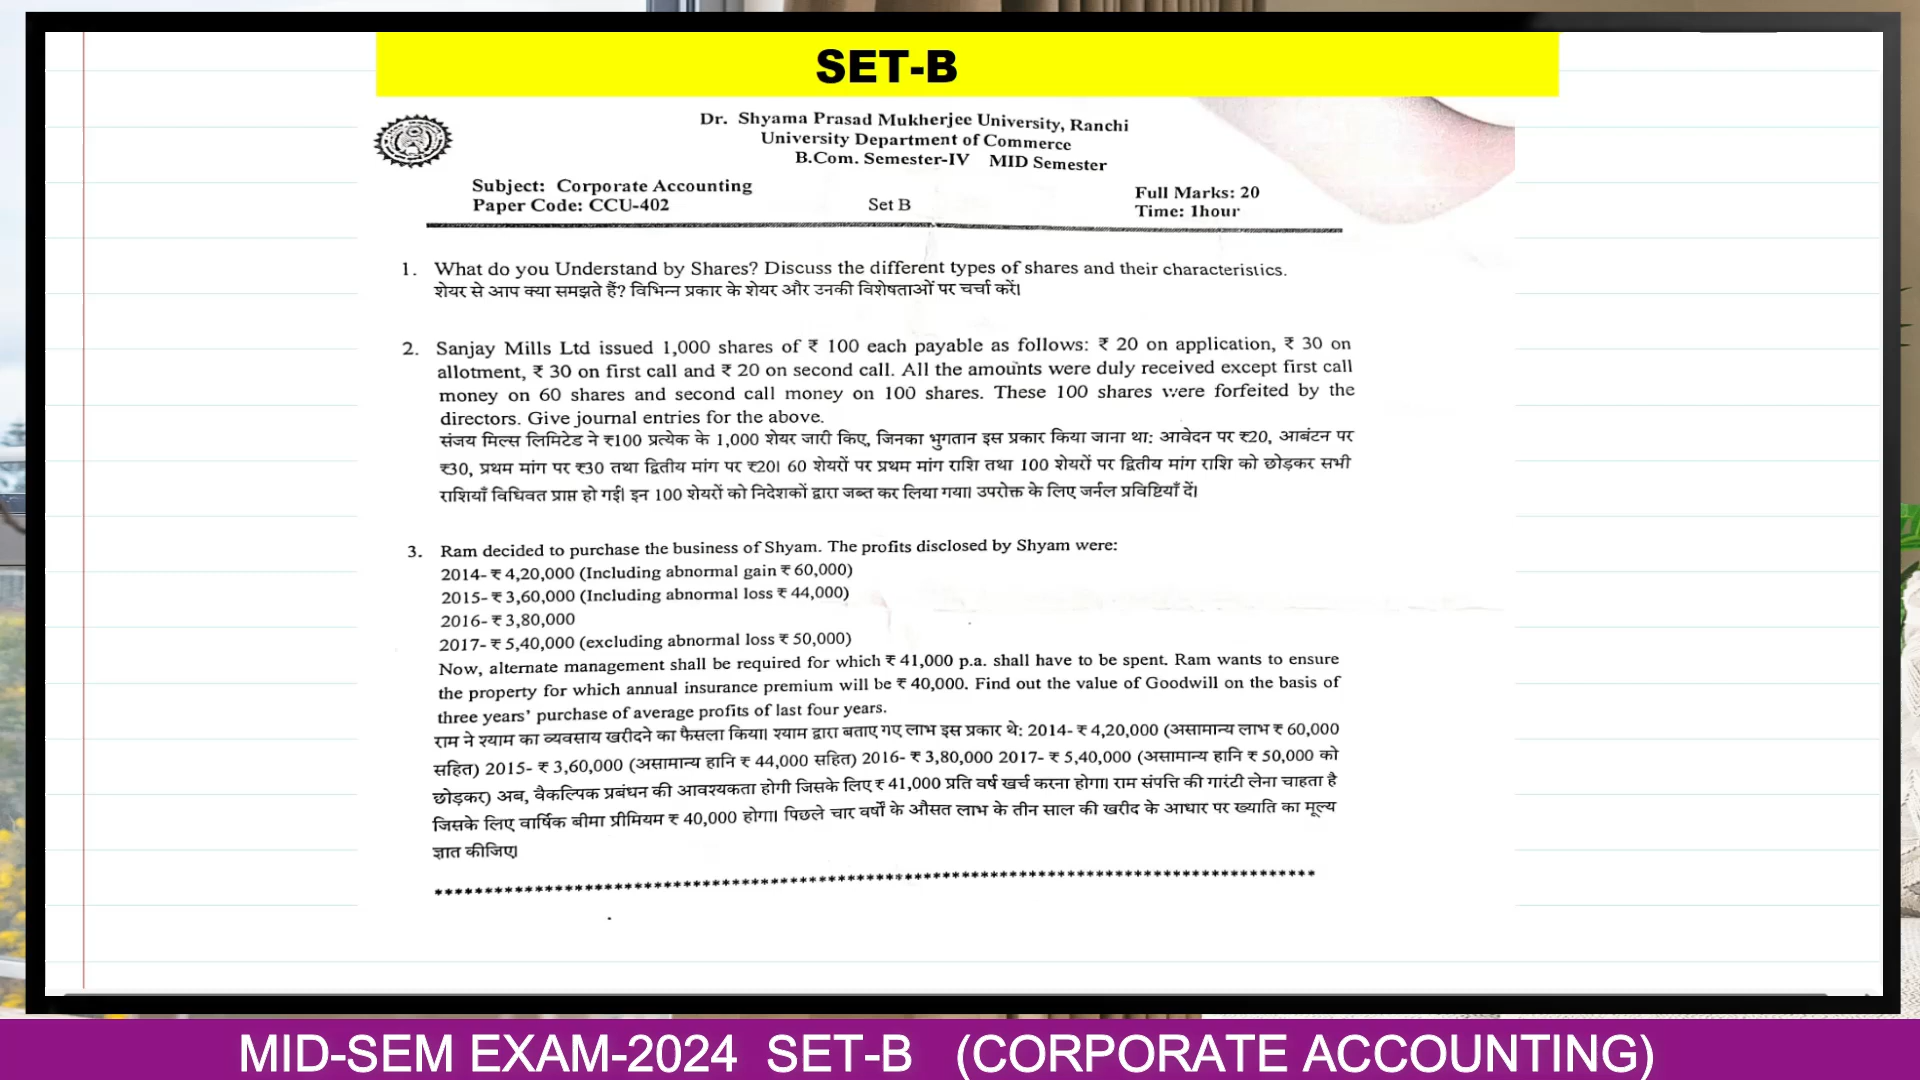 SET-B
Dr. Shyama Prasad Mukherjee University, Ranchi
University Department of Commerce
B.Com. Semester-IV MID Semester
Subject: Corporate Accounting
Paper Code: CCU-402
Set B
Full Marks: 20
Time: 1hour
1. What do you Understand by Shares? Discuss the different types of shares and their characteristics.
शेयर से आप क्या समझते हैं? विभिन्न प्रकार के शेयर और उनकी विशेषताओं पर चर्चा करें।
2. Sanjay Mills Ltd issued 1,000 shares of ₹ 100 each payable as follows: ₹ 20 on application, ₹ 30 on
allotment, ₹ 30 on first call and ₹ 20 on second call. All the amounts were duly received except first call
money on 60 shares and second call money on 100 shares. These 100 shares were forfeited by the
directors. Give journal entries for the above.
संजय मिल्स लिमिटेड ने ₹100 प्रत्येक के 1,000 शेयर जारी किए, जिनका भुगतान इस प्रकार किया जाना था: आवेदन पर ₹20, आबंटन पर
₹30, प्रथम मांग पर ₹30 तथा द्वितीय मांग पर ₹20। 60 शेयरों पर प्रथम मांग राशि तथा 100 शेयरों पर द्वितीय मांग राशि को छोड़कर सभी
राशियाँ विधिवत प्राप्त हो गई। इन 100 शेयरों को निदेशकों द्वारा जब्त कर लिया गया। उपरोक्त के लिए जर्नल प्रविष्टियाँ दें।
3. Ram decided to purchase the business of Shyam. The profits disclosed by Shyam were:
2014- ₹ 4,20,000 (Including abnormal gain ₹ 60,000)
2015- ₹ 3,60,000 (Including abnormal loss ₹ 44,000)
2016- ₹ 3,80,000
2017- ₹ 5,40,000 (excluding abnormal loss ₹ 50,000)
Now, alternate management shall be required for which ₹ 41,000 p.a. shall have to be spent. Ram wants to ensure
the property for which annual insurance premium will be ₹ 40,000. Find out the value of Goodwill on the basis of
three years' purchase of average profits of last four years.
राम ने श्याम का व्यवसाय खरीदने का फैसला किया। श्याम द्वारा बताए गए लाभ इस प्रकार थे: 2014- ₹ 4,20,000 (असामान्य लाभ ₹ 60,000
सहित) 2015- ₹ 3,60,000 (असामान्य हानि ₹ 44,000 सहित) 2016- ₹ 3,80,000 2017- ₹ 5,40,000 (असामान्य हानि ₹ 50,000 को
छोड़कर) अब, वैकल्पिक प्रबंधन की आवश्यकता होगी जिसके लिए ₹ 41,000 प्रति वर्ष खर्च करना होगा। राम संपत्ति की गारंटी लेना चाहता है
जिसके लिए वार्षिक बीमा प्रीमियम ₹ 40,000 होगा। पिछले चार वर्षों के औसत लाभ के तीन साल की खरीद के आधार पर ख्याति का मूल्य
ज्ञात कीजिए।
MID-SEM EXAM-2024 SET-B (CORPORATE ACCOUNTING)